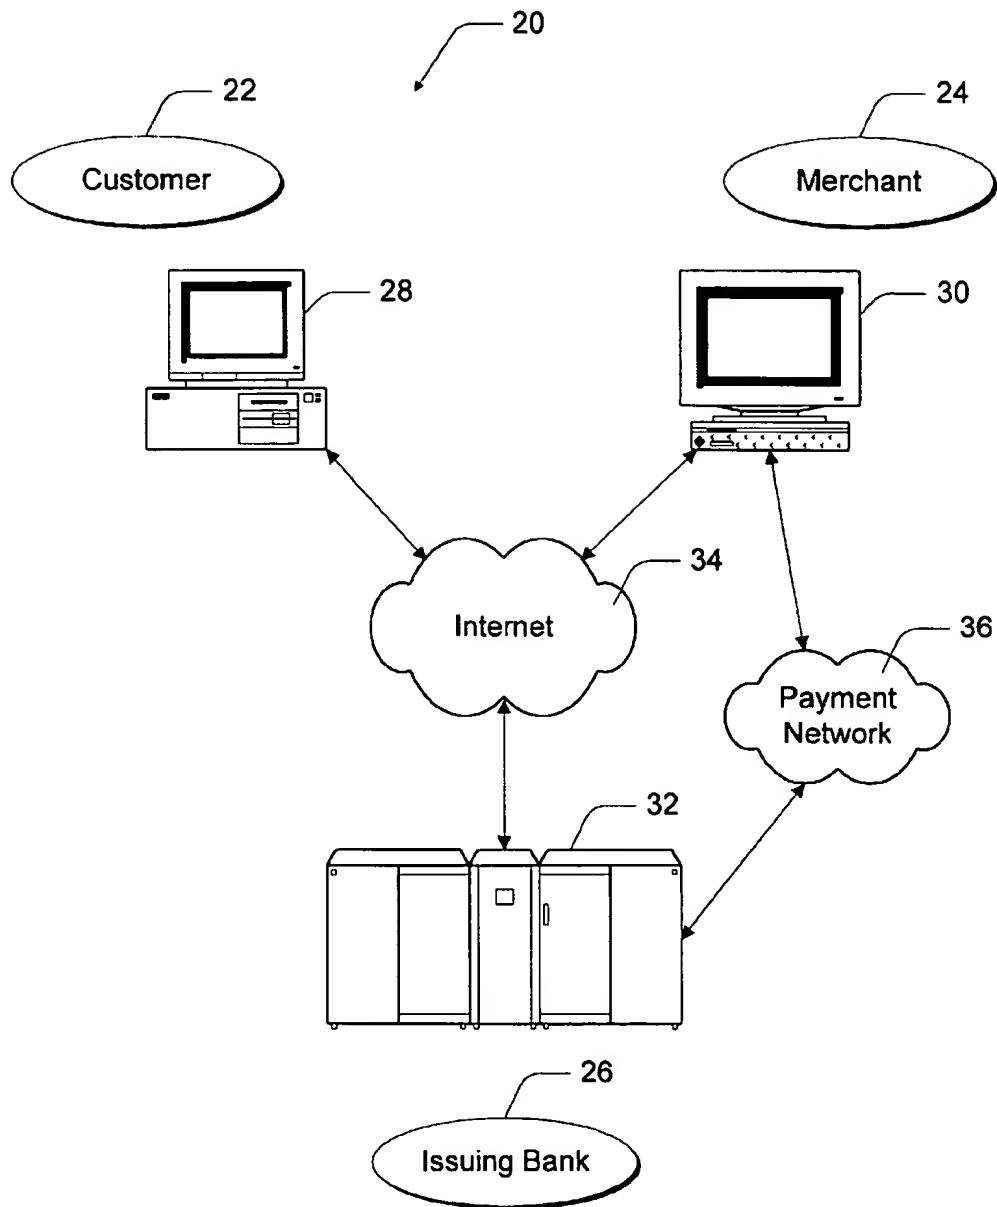 20
22
24
Customer
Merchant
28
30
34
Internet
36
Payment
Network
32
26
Issuing Bank